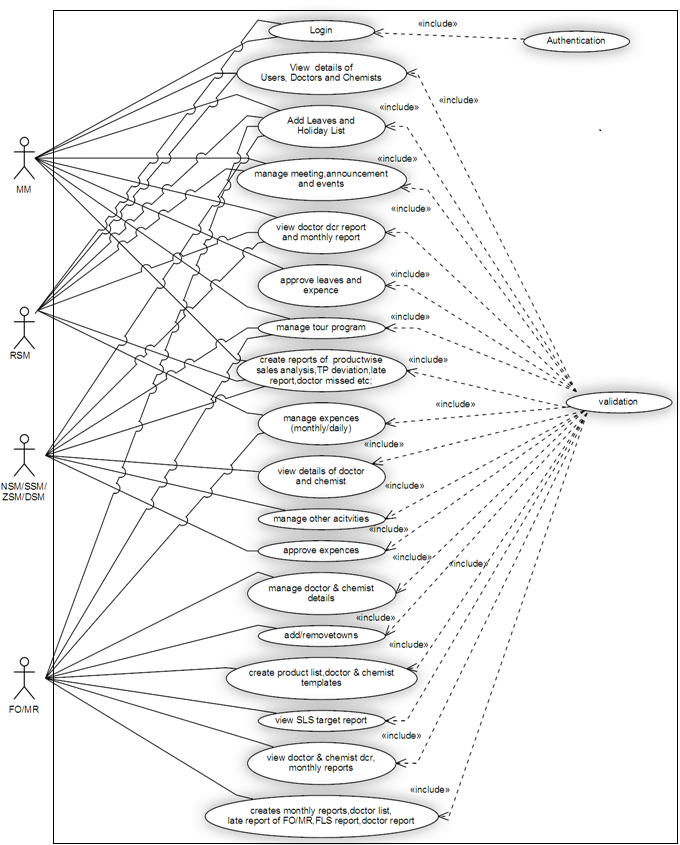 Login
«include»
Authentication
View details of
Users, Doctors and Chemists
«include»
«include»
Add Leaves and
Holiday List
MM
«include»
manage meeting,announcement
and events
«include»
view doctor dcr report
and monthly report
approve leaves and
expence
«include»
RSM
manage tour program
«include»
create reports of productwise
sales analysis,TP deviation,late
report,doctor missed etc;
«include»
validation
manage expences
(monthly/daily)
«include»
«include»
view details of doctor
and chemist
NSM/SSM/
ZSM/DSM
«include»
manage other acitvities
«include»
approve expences
«include»
«include»
manage doctor & chemist
details
«include»
add/removetowns
«include»
create product list,doctor & chemist
templates
FO/MR
view SLS target report
«include»
view doctor & chemist dcr,
monthly reports
«include»
creates monthly reports,doctor list,
late report of FO/MR,FLS report,doctor report